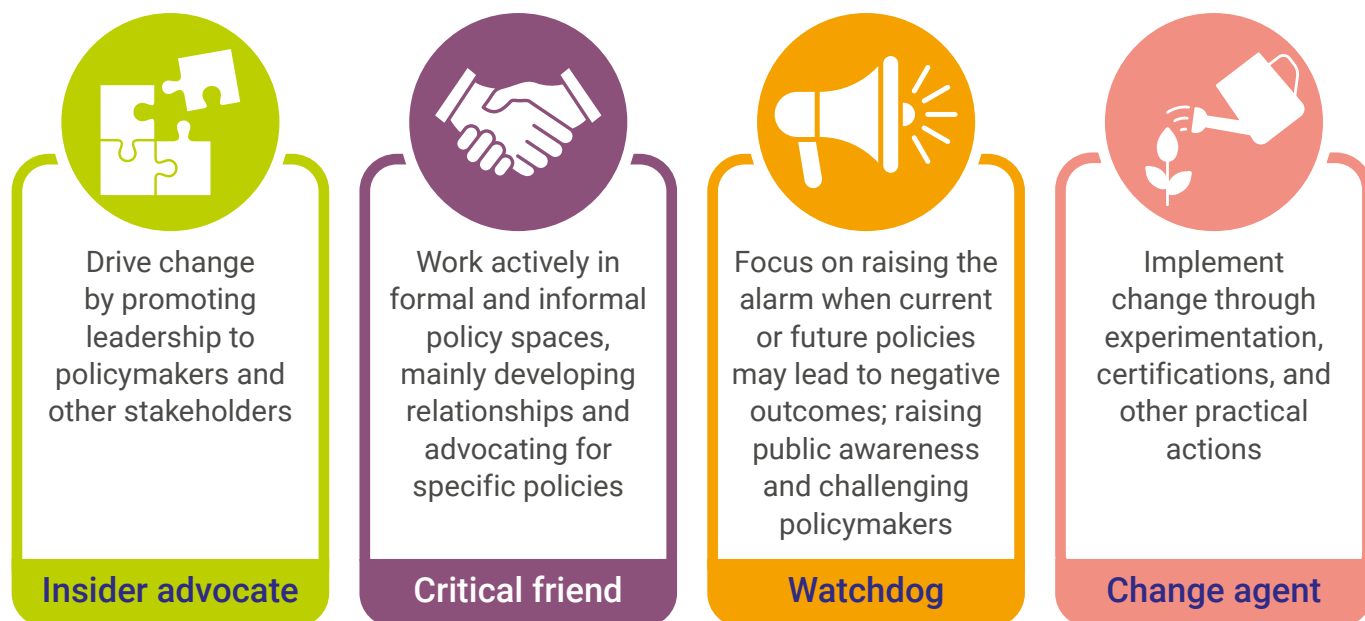 Drive change
by promoting
leadership to
policymakers and
other stakeholders
Insider advocate
Work actively in
formal and informal
policy spaces,
mainly developing
relationships and
advocating for
specific policies
Critical friend
Focus on raising the
alarm when current
or future policies
may lead to negative
outcomes; raising
public awareness
and challenging
policymakers
Watchdog
Implement
change through
experimentation,
certifications, and
other practical
actions
Change agent